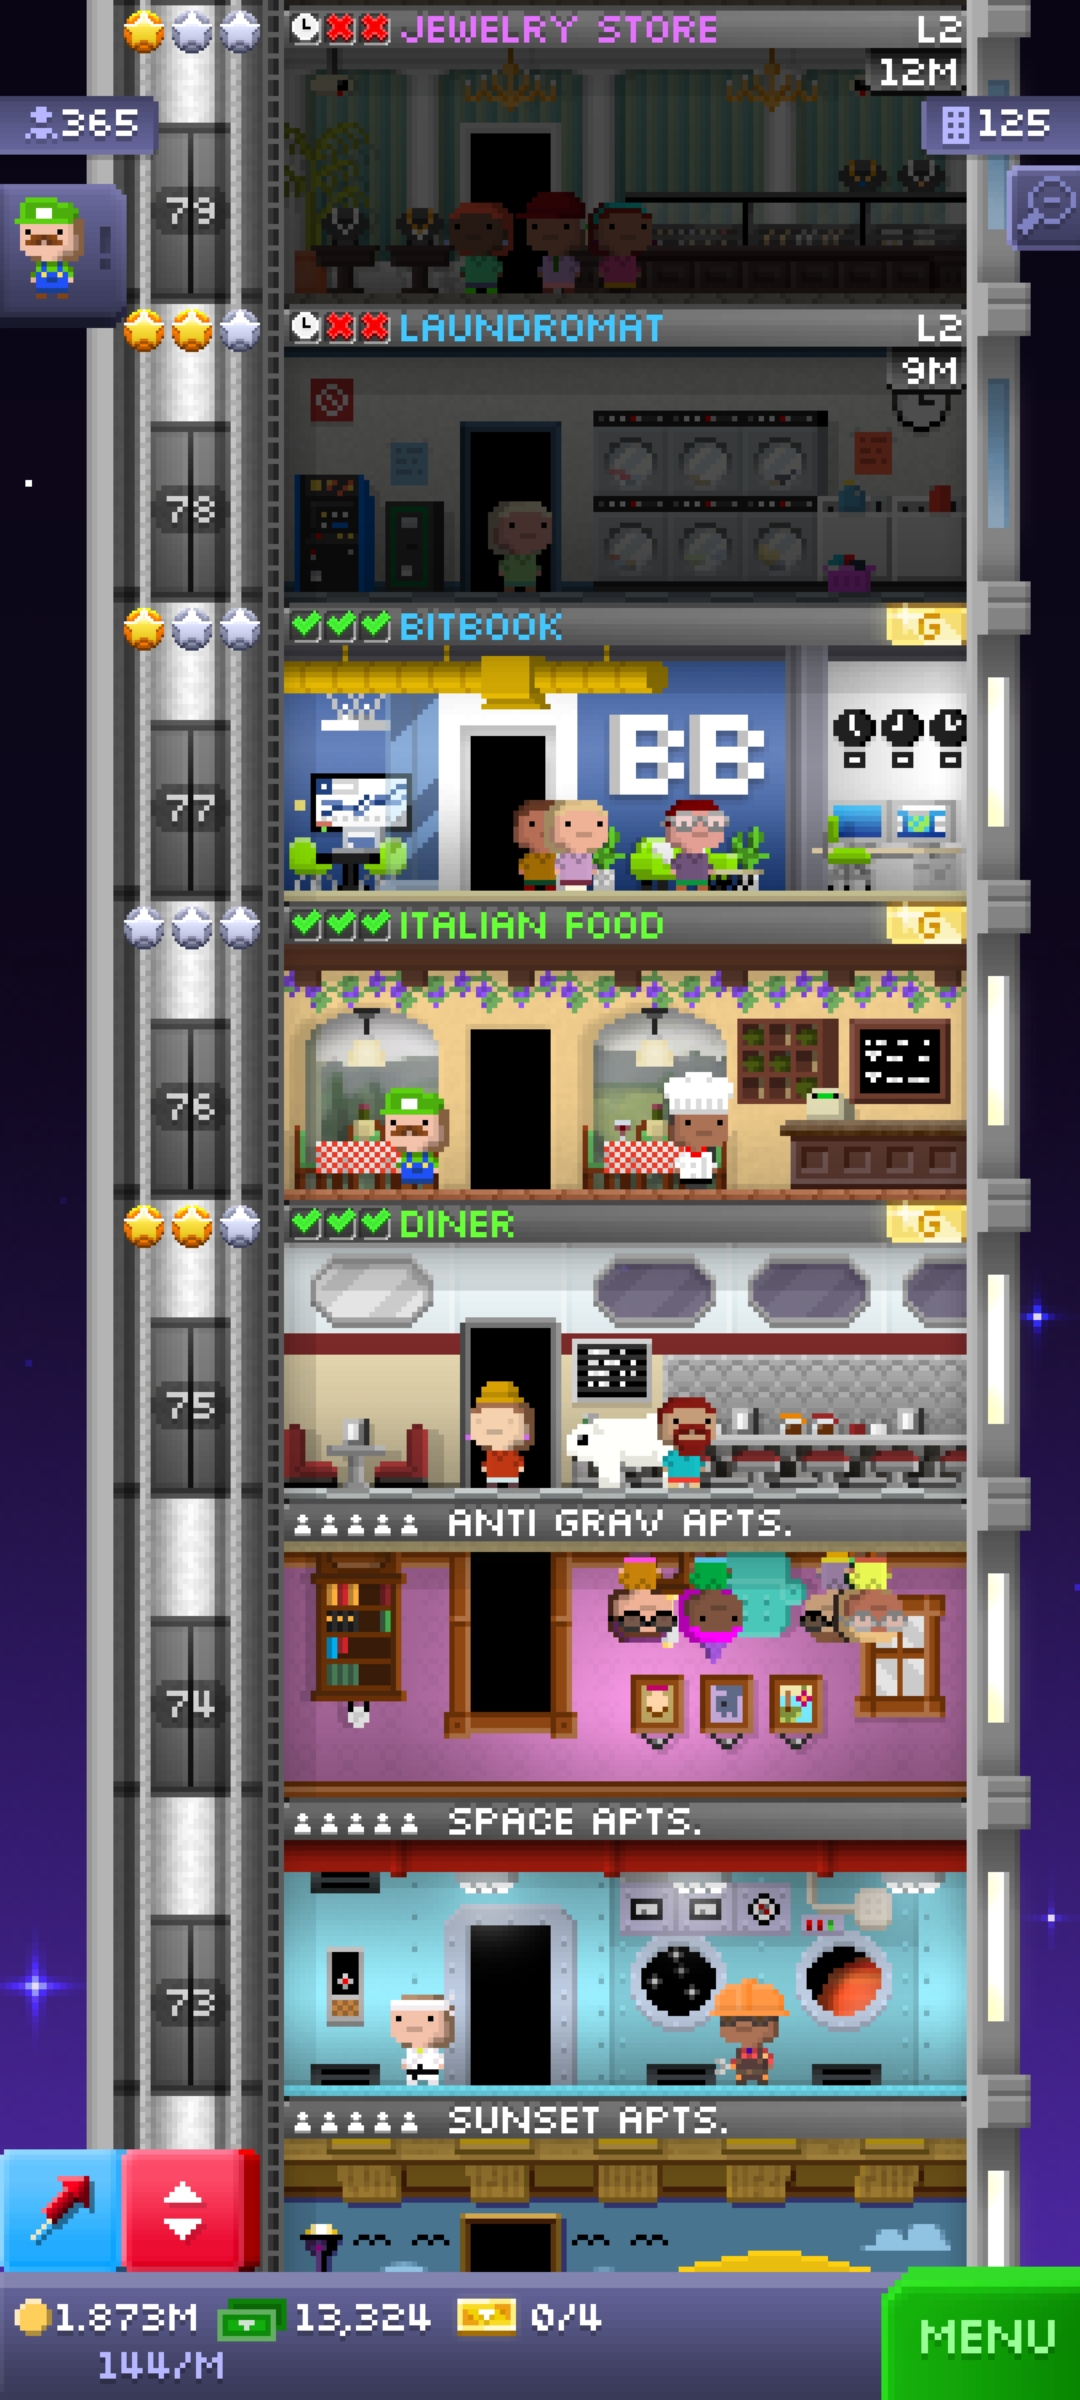 JEWELRY STORE L2
12M
365
125
79
LAUNDROMAT L2
9M
78
BITBOOK G
BB
77
ITALIAN FOOD G
76
DINER G
75
ANTI GRAV APTS.
74
SPACE APTS.
73
SUNSET APTS.
1.873M 13,324 0/4
144/M
MENU